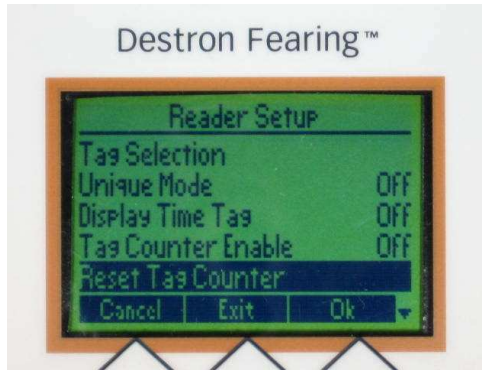 Destron Fearing™
Reader Setup
Tag Selection
Unique Mode Off
Display Time Tag Off
Tag Counter Enable Off
Reset Tag Counter
Cancel Exit Ok